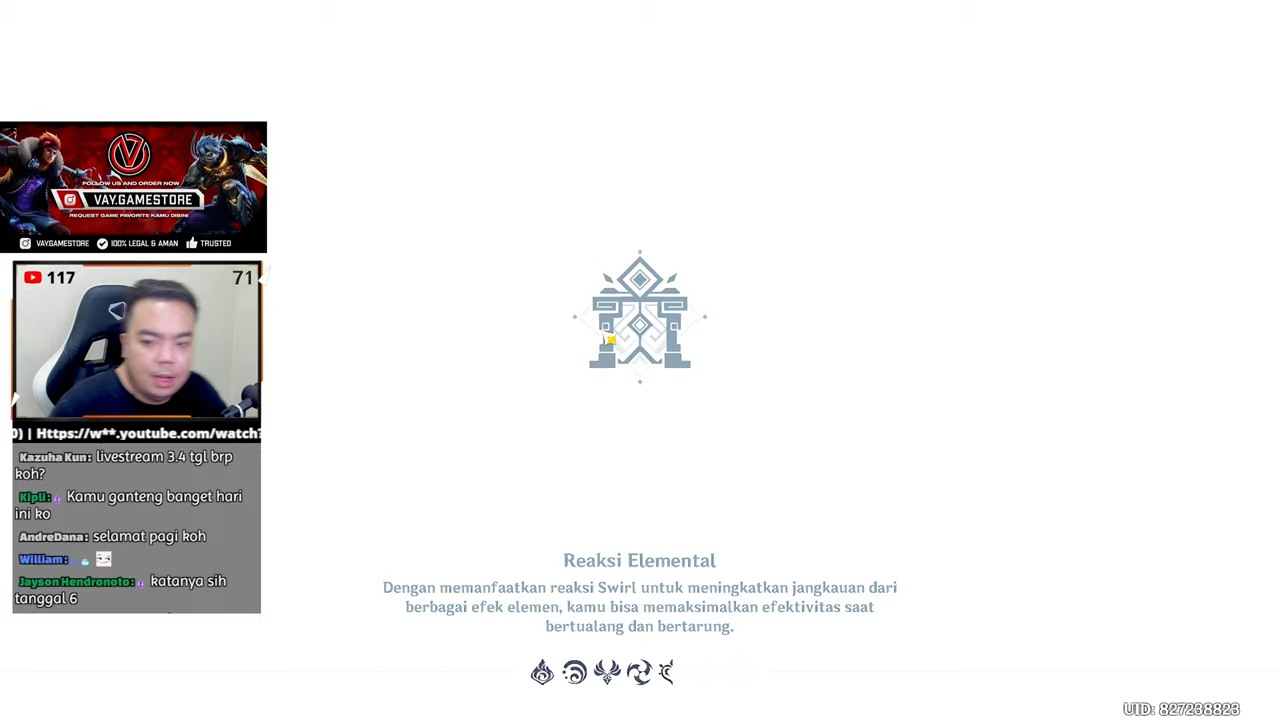 FOLLOW US AND ORDER NOW
VAY.GAMESTORE
REQUEST GAME FAVORITE KAMU DISINI
VAY.GAMESTORE 100% LEGAL & AMAN TRUSTED
117 71
0) | Https://w**.youtube.com/watch?
Kazuha Kun: livestream 3.4 tgl brp
koh?
Kipli: Kamu ganteng banget hari
ini ko
AndreDana: selamat pagi koh
William:
Jayson Hendronoto: katanya sih
tanggal 6
Reaksi Elemental
Dengan memanfaatkan reaksi Swirl untuk meningkatkan jangkauan dari
berbagai efek elemen, kamu bisa memaksimalkan efektivitas saat
bertualang dan bertarung.
UID: 827238823